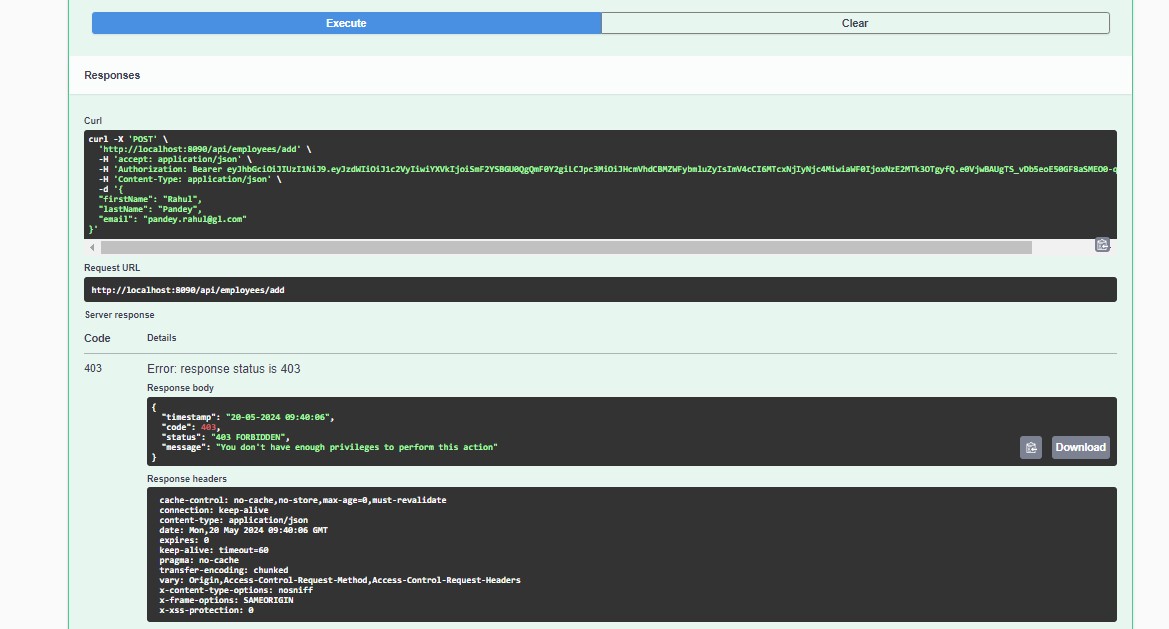 Execute
Clear
Responses
Curl
curl -X 'POST' \
'http://localhost:8090/api/employees/add' \
-H 'accept: application/json' \
-H 'Authorization: Bearer
-H 'Content-Type: application/json' \
-d '{
"firstName": "Rahul",
"lastName": "Pandey",
"email": "pandey.rahul@gl.com"
}'
Request URL
http://localhost:8090/api/employees/add
Server response
Code
Details
403
Error: response status is 403
Response body
{
"timestamp": "20-05-2024 09:40:06",
"code": 403,
"status": "403 FORBIDDEN",
"message": "You don't have enough privileges to perform this action"
}
Download
Response headers
cache-control: no-cache,no-store,max-age=0,must-revalidate
connection: keep-alive
content-type: application/json
date: Mon,20 May 2024 09:40:06 GMT
expires: 0
keep-alive: timeout=60
pragma: no-cache
transfer-encoding: chunked
vary: Origin,Access-Control-Request-Method,Access-Control-Request-Headers
x-content-type-options: nosniff
x-frame-options: SAMEORIGIN
x-xss-protection: 0